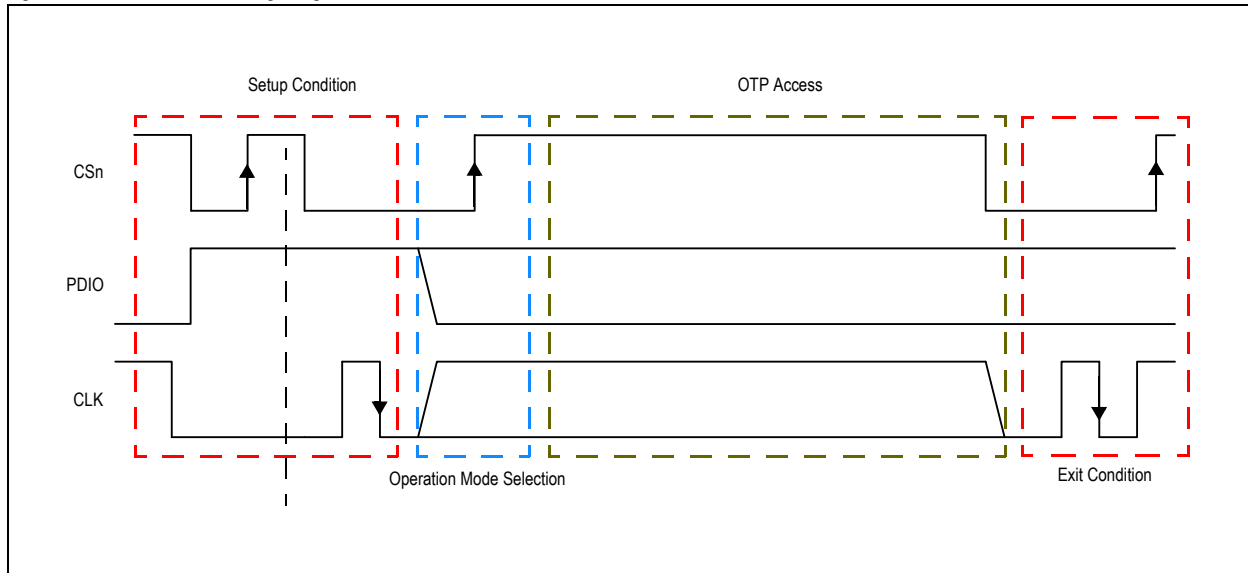 Setup Condition
OTP Access
CSn
PDIO
CLK
Operation Mode Selection
Exit Condition